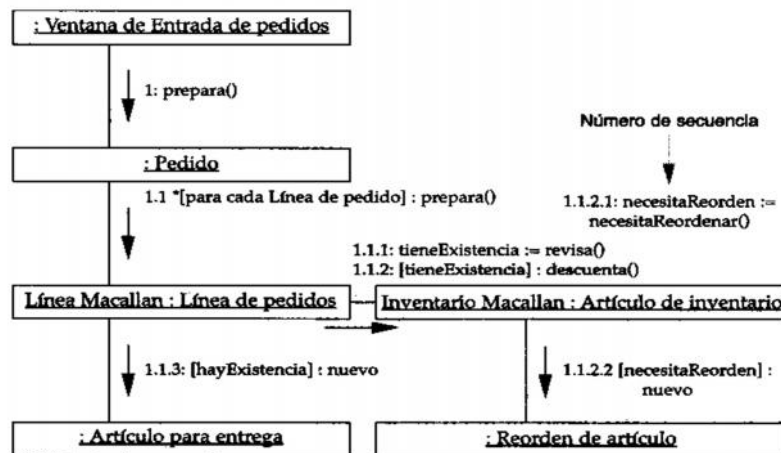 : Ventana de Entrada de pedidos
1: prepara()
Número de secuencia
: Pedido
1.1 *[para cada Línea de pedido] : prepara()
1.1.2.1: necesitaReorden :=
necesitaReordenar()
1.1.1: tieneExistencia := revisa()
1.1.2: [tieneExistencia] : descuenta()
Línea Macallan : Línea de pedidos
Inventario Macallan : Artículo de inventario
1.1.3: [hayExistencia] : nuevo
1.1.2.2 [necesitaReorden] :
nuevo
: Artículo para entrega
: Reorden de artículo